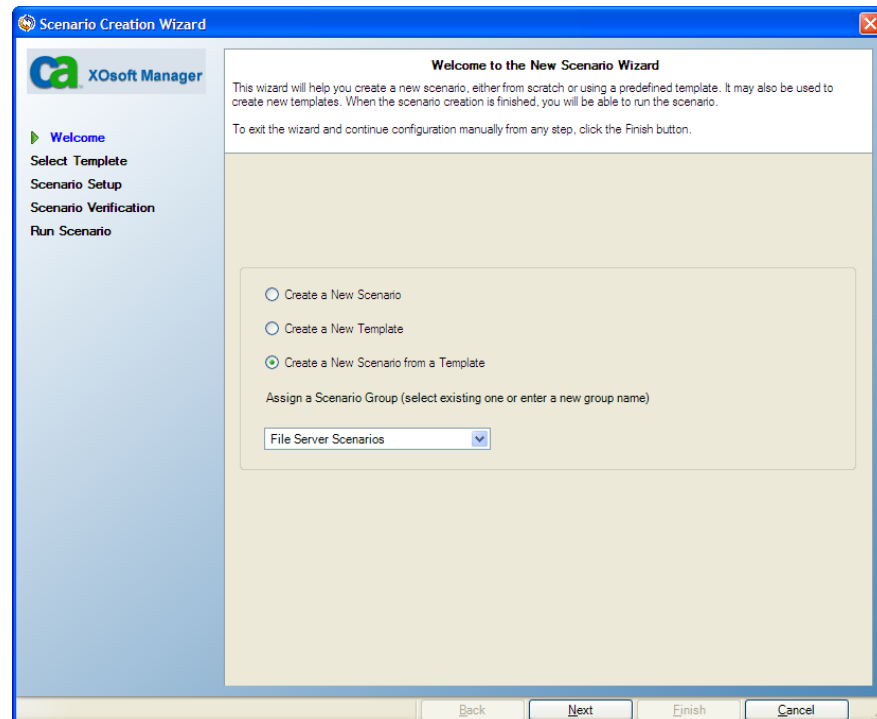 Scenario Creation Wizard
ca XOsoft Manager
Welcome
Select Templete
Scenario Setup
Scenario Verification
Run Scenario
Welcome to the New Scenario Wizard
This wizard will help you create a new scenario, either from scratch or using a predefined template. It may also be used to
create new templates. When the scenario creation is finished, you will be able to run the scenario.
To exit the wizard and continue configuration manually from any step, click the Finish button.
Create a New Scenario
Create a New Template
Create a New Scenario from a Template
Assign a Scenario Group (select existing one or enter a new group name)
File Server Scenarios
Back Next Finish Cancel